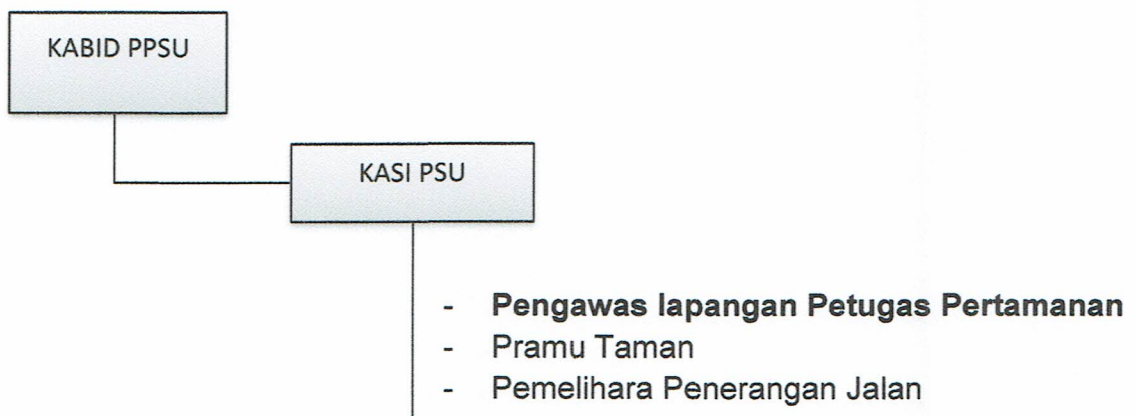 KABID PPSU
KASI PSU
- Pengawas lapangan Petugas Pertamanan
- Pramu Taman
- Pemelihara Penerangan Jalan